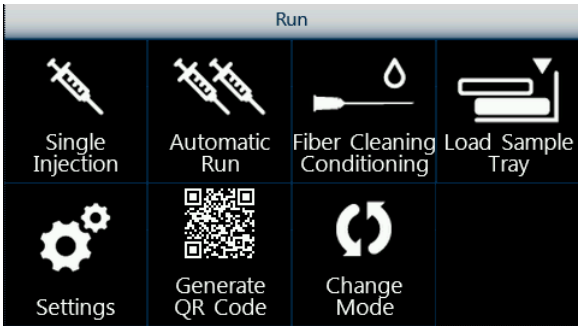 Run
Single
Injection
Automatic
Run
Fiber Cleaning
Conditioning
Load Sample
Tray
Settings
Generate
QR Code
Change
Mode